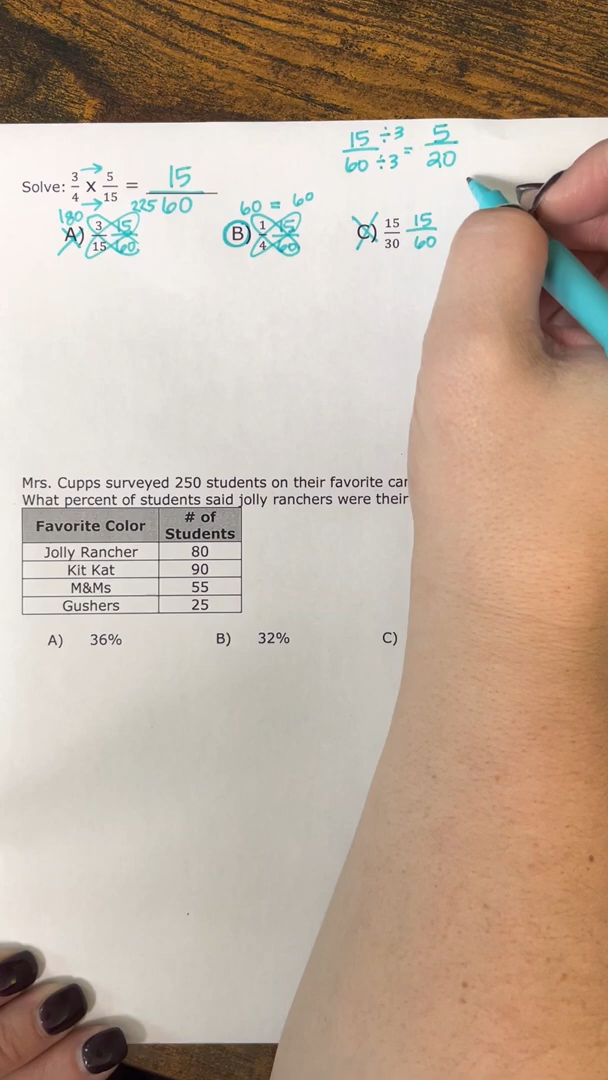 15 ÷3 = 5
60 ÷3 20
Solve: 3/4 x 5/15 = 15/60
180 225 60 = 60
A) 3/15 15/60 B) 1/4 15/60 C) 15/30 15/60
Mrs. Cupps surveyed 250 students on their favorite
What percent of students said jolly ranchers were their
Favorite Color # of Students
Jolly Rancher 80
Kit Kat 90
M&Ms 55
Gushers 25
A) 36% B) 32% C)